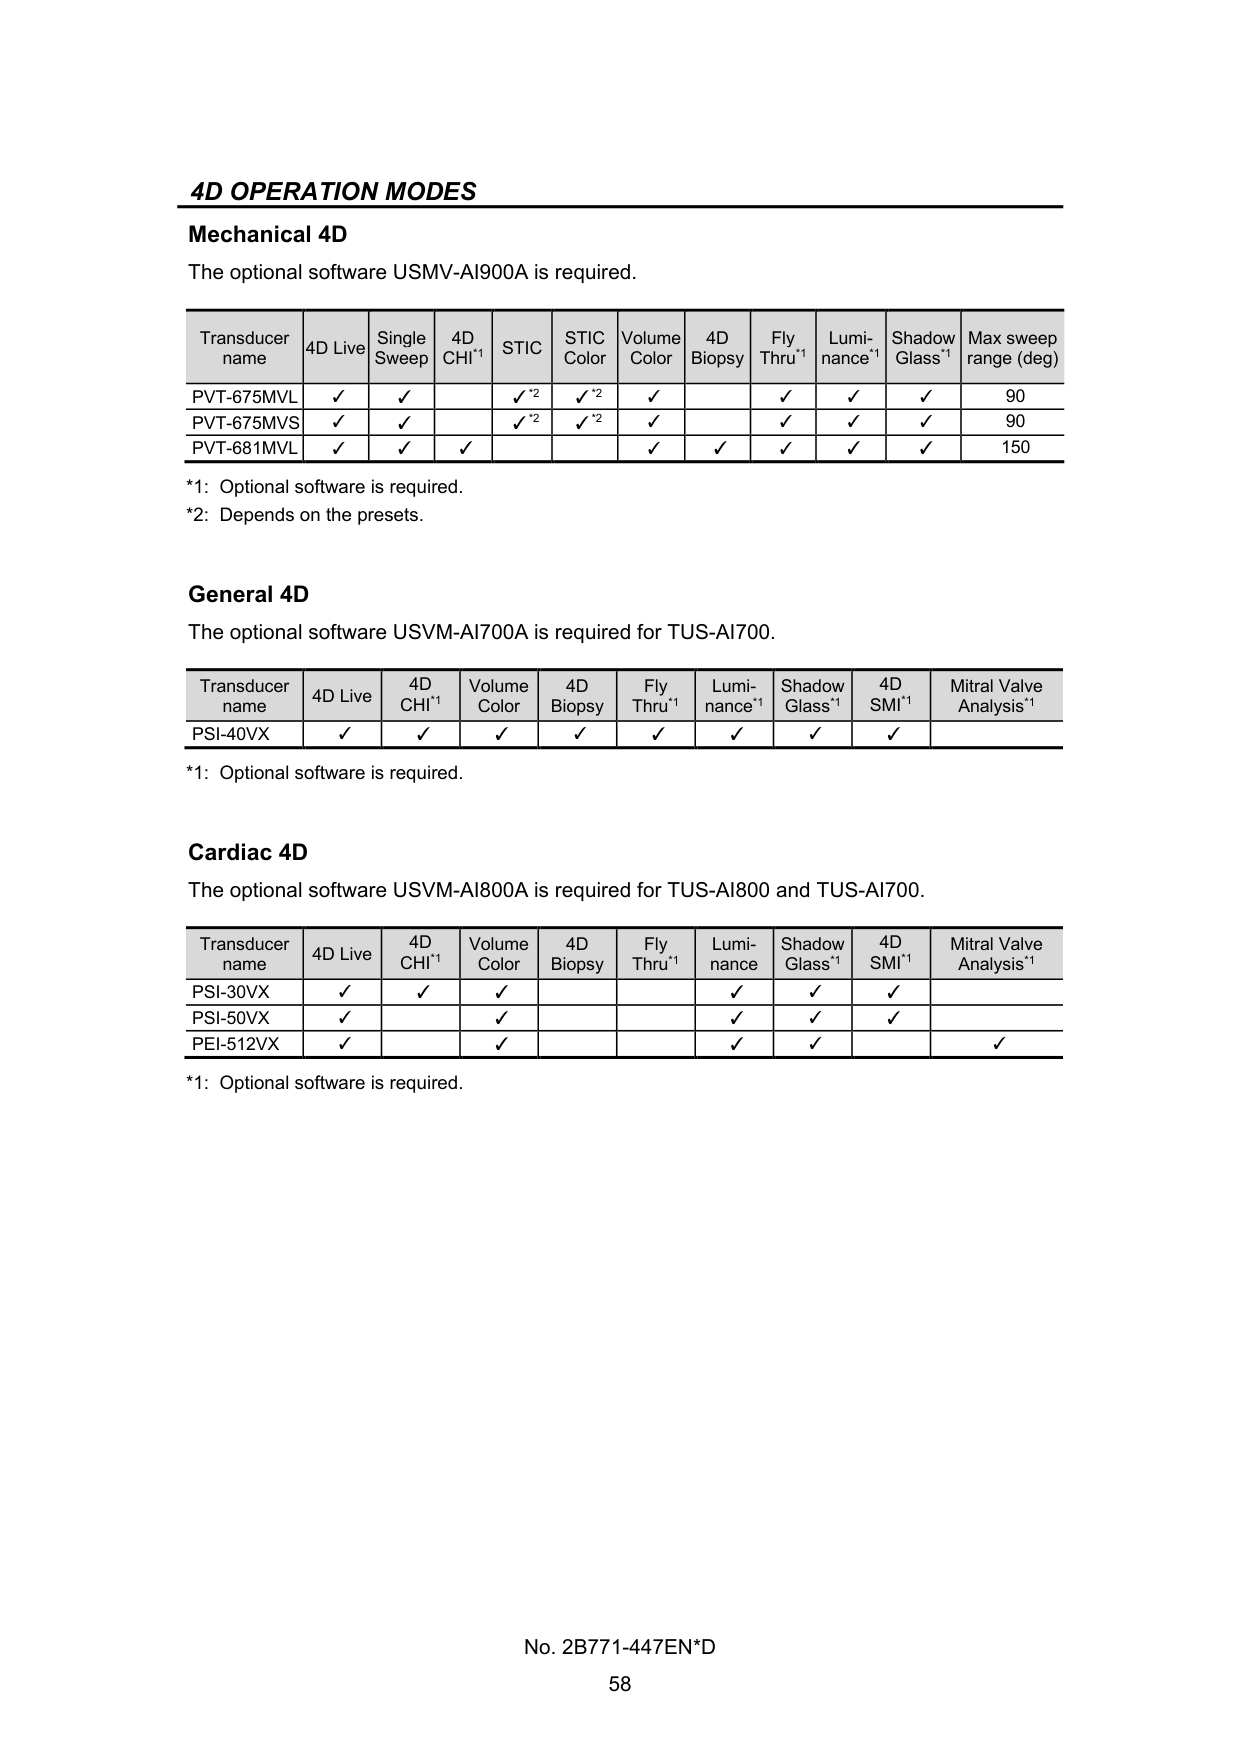 4D OPERATION MODES
Mechanical 4D
The optional software USMV-AI900A is required.
Transducer name | 4D Live | Single Sweep | 4D CHI*1 | STIC | STIC Color | Volume Color | 4D Biopsy | Fly Thru*1 | Lumi-nance*1 | Shadow Glass*1 | Max sweep range (deg)
PVT-675MVL | ✓ | ✓ | | ✓*2 | ✓*2 | ✓ | | ✓ | ✓ | ✓ | 90
PVT-675MVS | ✓ | ✓ | | ✓*2 | ✓*2 | ✓ | | ✓ | ✓ | ✓ | 90
PVT-681MVL | ✓ | ✓ | ✓ | | | ✓ | ✓ | ✓ | ✓ | ✓ | 150
*1: Optional software is required.
*2: Depends on the presets.
General 4D
The optional software USVM-AI700A is required for TUS-AI700.
Transducer name | 4D Live | 4D CHI*1 | Volume Color | 4D Biopsy | Fly Thru*1 | Lumi-nance*1 | Shadow Glass*1 | 4D SMI*1 | Mitral Valve Analysis*1
PSI-40VX | ✓ | ✓ | ✓ | ✓ | ✓ | ✓ | ✓ | ✓ |
*1: Optional software is required.
Cardiac 4D
The optional software USVM-AI800A is required for TUS-AI800 and TUS-AI700.
Transducer name | 4D Live | 4D CHI*1 | Volume Color | 4D Biopsy | Fly Thru*1 | Lumi-nance | Shadow Glass*1 | 4D SMI*1 | Mitral Valve Analysis*1
PSI-30VX | ✓ | ✓ | ✓ | | | ✓ | ✓ | ✓ |
PSI-50VX | ✓ | | ✓ | | | ✓ | ✓ | ✓ |
PEI-512VX | ✓ | | ✓ | | | ✓ | ✓ | | ✓
*1: Optional software is required.
No. 2B771-447EN*D
58